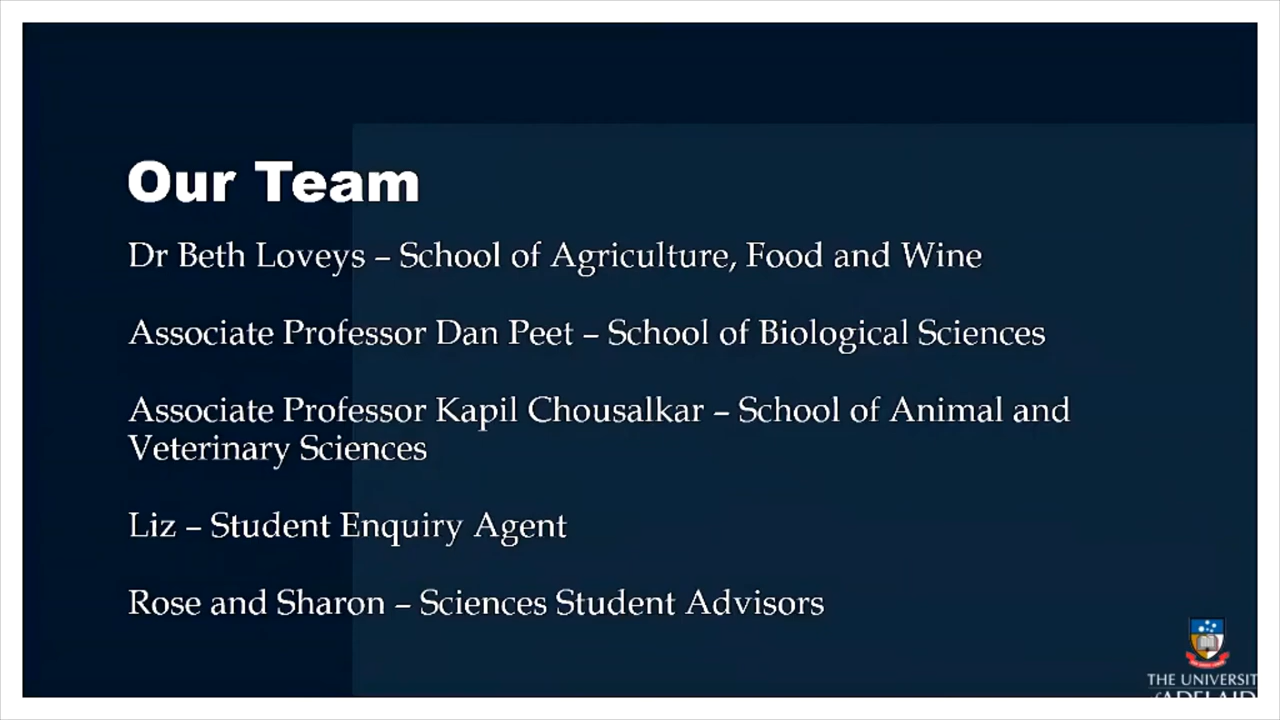 Our Team
Dr Beth Loveys – School of Agriculture, Food and Wine
Associate Professor Dan Peet – School of Biological Sciences
Associate Professor Kapil Chousalkar – School of Animal and
Veterinary Sciences
Liz – Student Enquiry Agent
Rose and Sharon – Sciences Student Advisors
THE UNIVERSIT